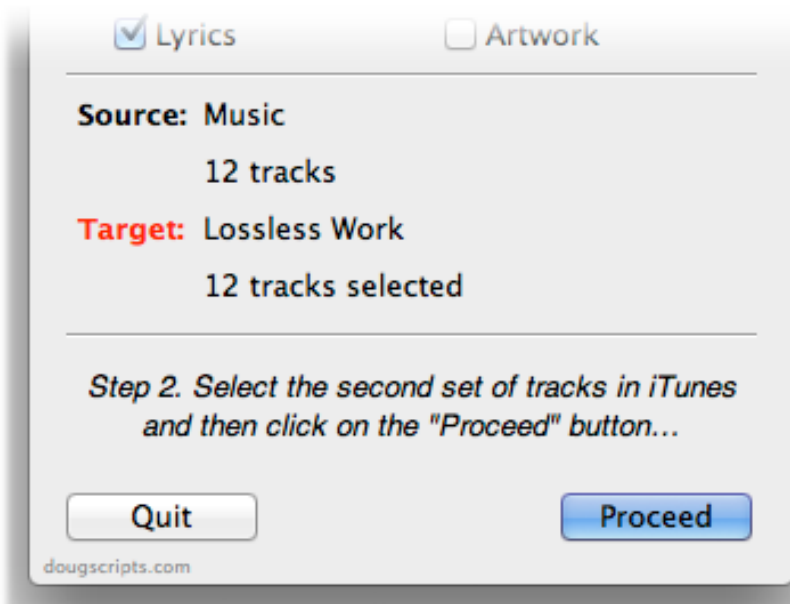 Lyrics Artwork
Source: Music
12 tracks
Target: Lossless Work
12 tracks selected
Step 2. Select the second set of tracks in iTunes
and then click on the "Proceed" button…
Quit Proceed
dougscripts.com